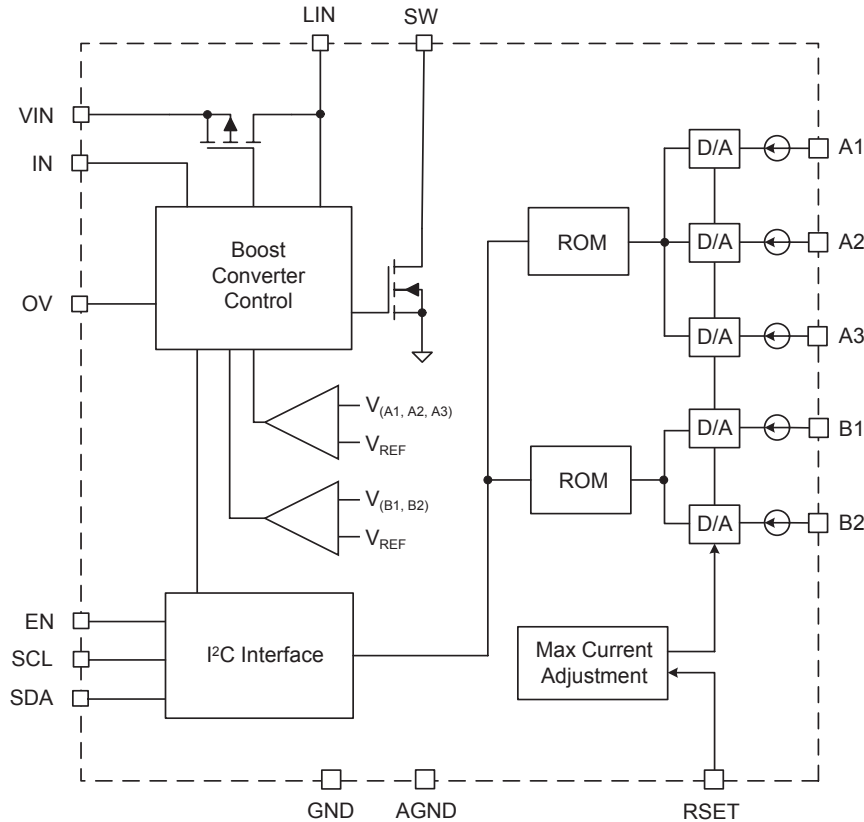 LIN
SW
VIN
IN
OV
Boost
Converter
Control
ROM
D/A
A1
D/A
A2
D/A
A3
V(A1, A2, A3)
VREF
D/A
B1
ROM
V(B1, B2)
VREF
D/A
B2
EN
SCL
SDA
I²C Interface
Max Current
Adjustment
GND
AGND
RSET